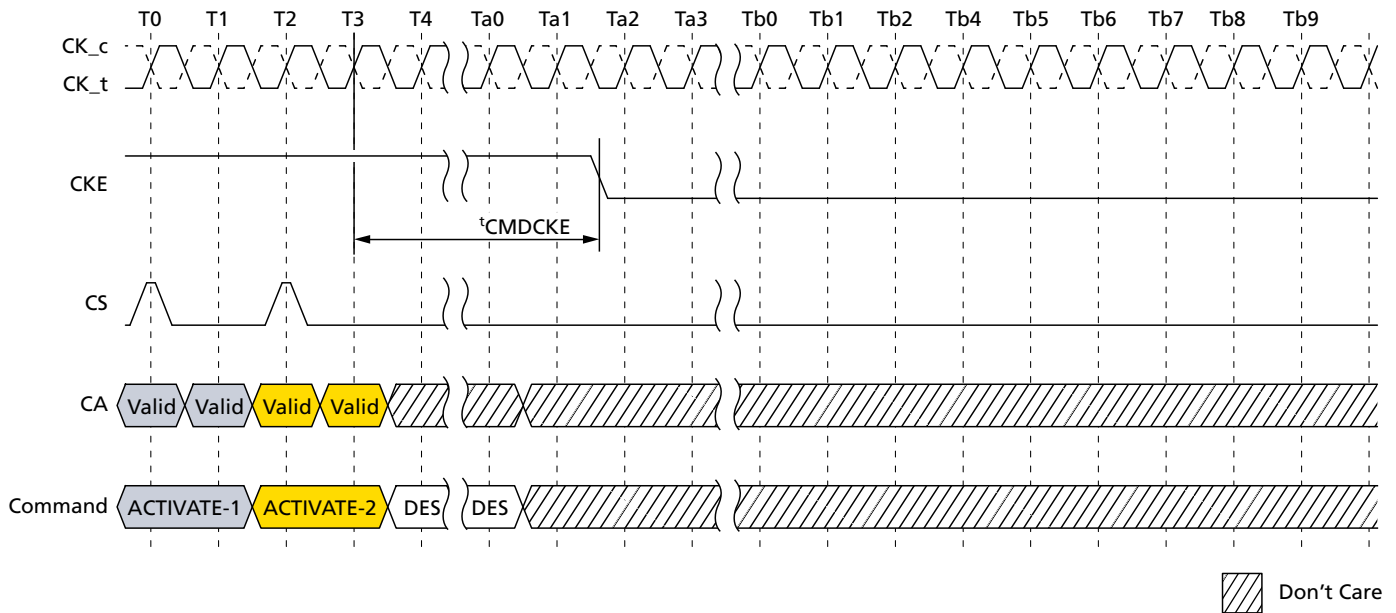 T0 T1 T2 T3 T4 Ta0 Ta1 Ta2 Ta3 Tb0 Tb1 Tb2 Tb4 Tb5 Tb6 Tb7 Tb8 Tb9
CK_c
CK_t
CKE
tCMDCKE
CS
CA Valid Valid Valid Valid
Command ACTIVATE-1 ACTIVATE-2 DES DES
Don't Care